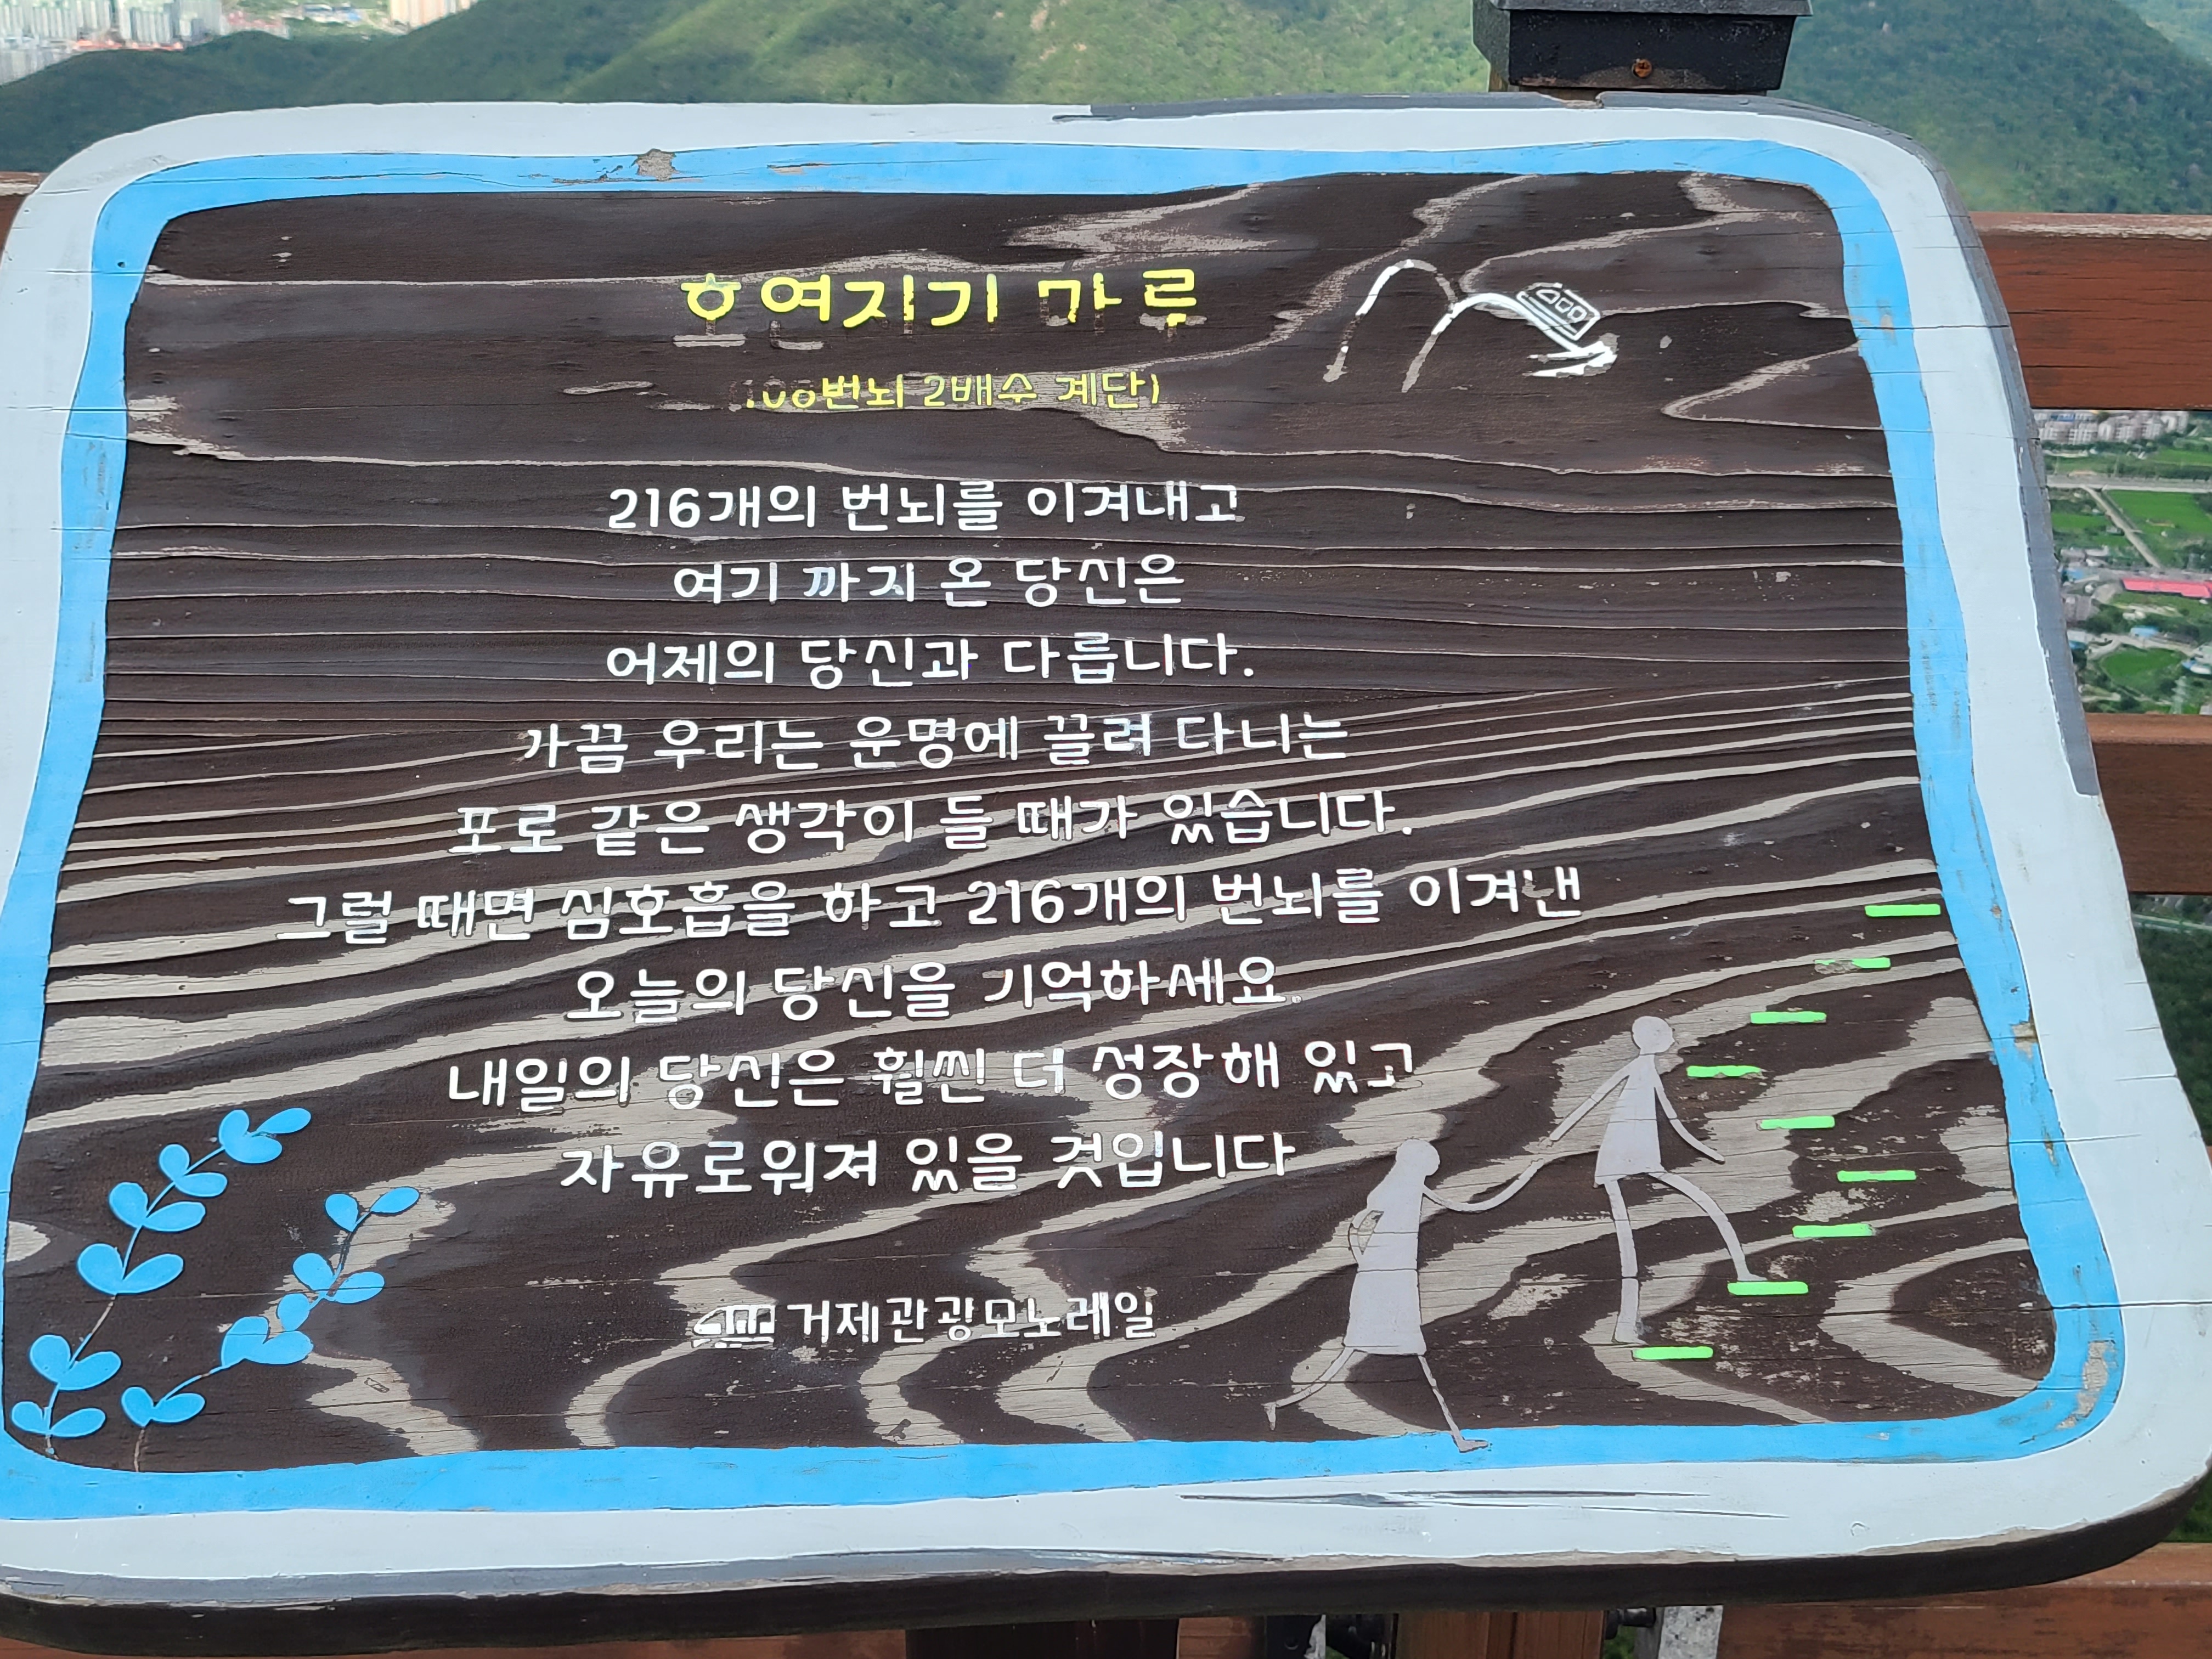 호연지기 마루
(108번뇌 2배수 계단)
216개의 번뇌를 이겨내고
여기 까지 온 당신은
어제의 당신과 다릅니다.
가끔 우리는 운명에 끌려 다니는
포로 같은 생각이 들 때가 있습니다.
그럴 때면 심호흡을 하고 216개의 번뇌를 이겨낸
오늘의 당신을 기억하세요.
내일의 당신은 훨씬 더 성장해 있고
자유로워져 있을 것입니다
거제관광모노레일